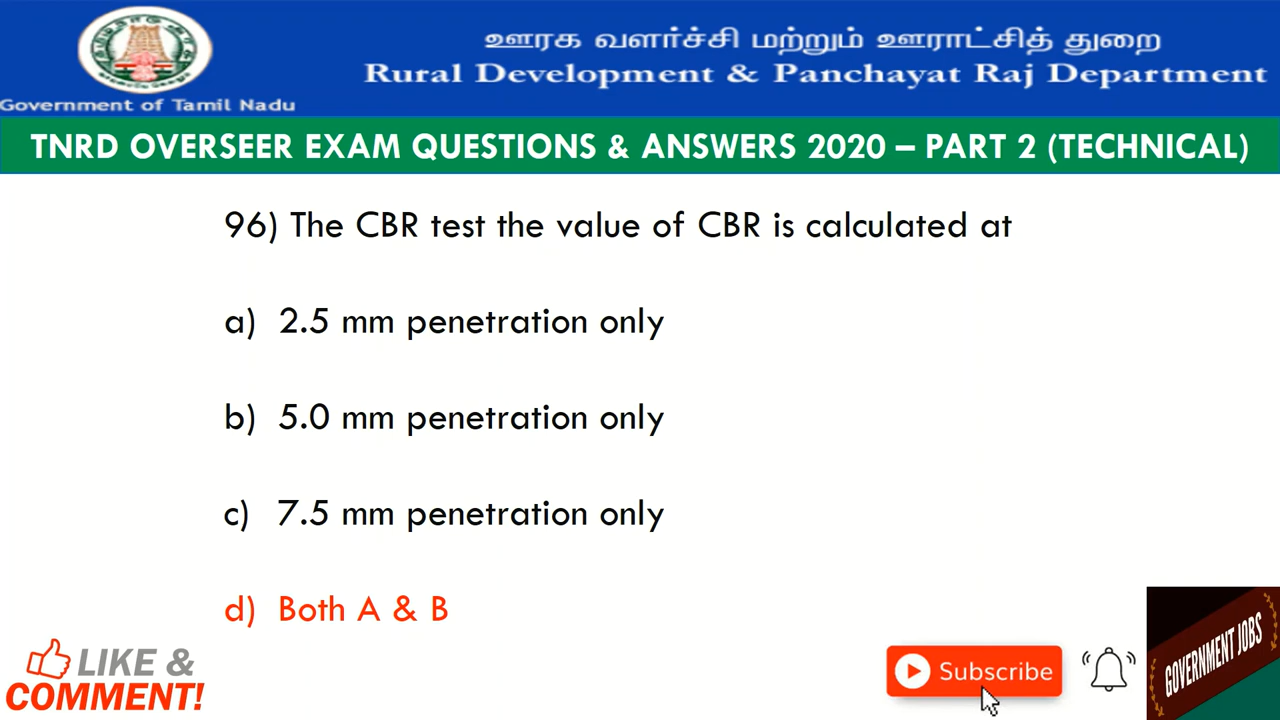 ஊரக வளர்ச்சி மற்றும் ஊராட்சித் துறை
Rural Development & Panchayat Raj Department
Government of Tamil Nadu
TNRD OVERSEER EXAM QUESTIONS & ANSWERS 2020 – PART 2 (TECHNICAL)
96) The CBR test the value of CBR is calculated at
a) 2.5 mm penetration only
b) 5.0 mm penetration only
c) 7.5 mm penetration only
d) Both A & B
LIKE &
COMMENT!
Subscribe
GOVERNMENT JOBS